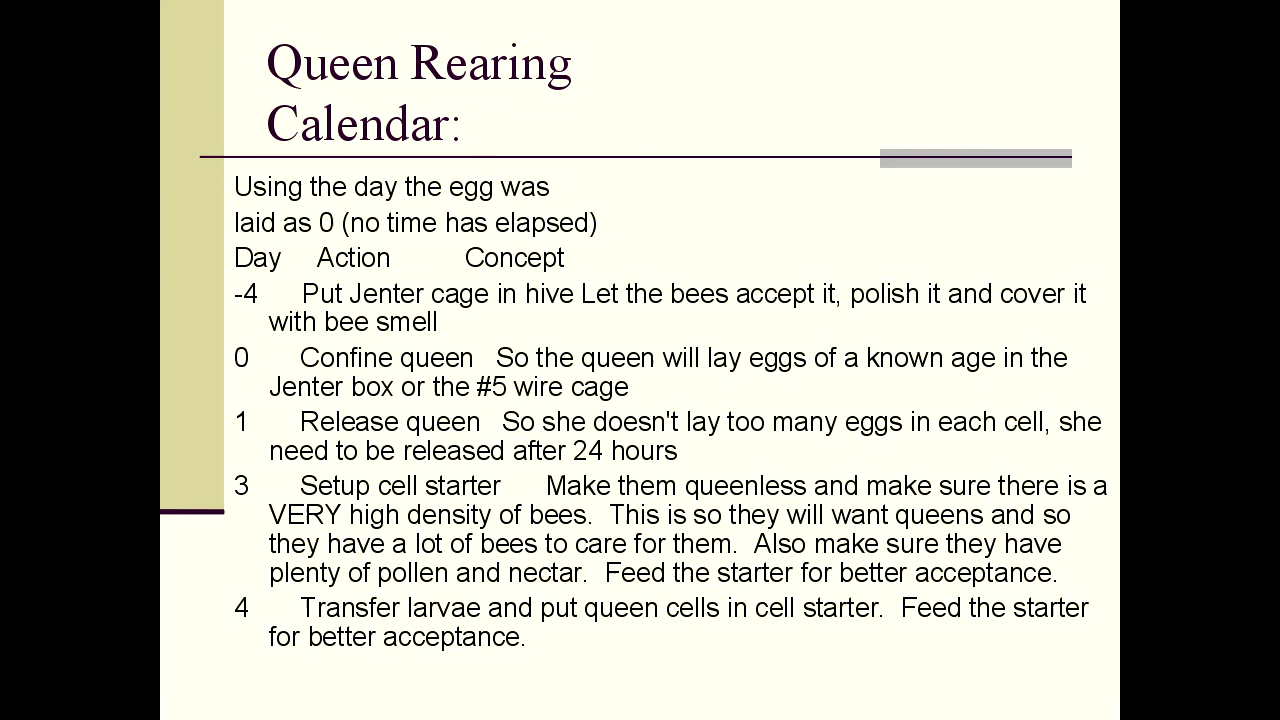 Queen Rearing
Calendar:
Using the day the egg was
laid as 0 (no time has elapsed)
Day Action Concept
-4 Put Jenter cage in hive Let the bees accept it, polish it and cover it
with bee smell
0 Confine queen So the queen will lay eggs of a known age in the
Jenter box or the #5 wire cage
1 Release queen So she doesn't lay too many eggs in each cell, she
need to be released after 24 hours
3 Setup cell starter Make them queenless and make sure there is a
VERY high density of bees. This is so they will want queens and so
they have a lot of bees to care for them. Also make sure they have
plenty of pollen and nectar. Feed the starter for better acceptance.
4 Transfer larvae and put queen cells in cell starter. Feed the starter
for better acceptance.